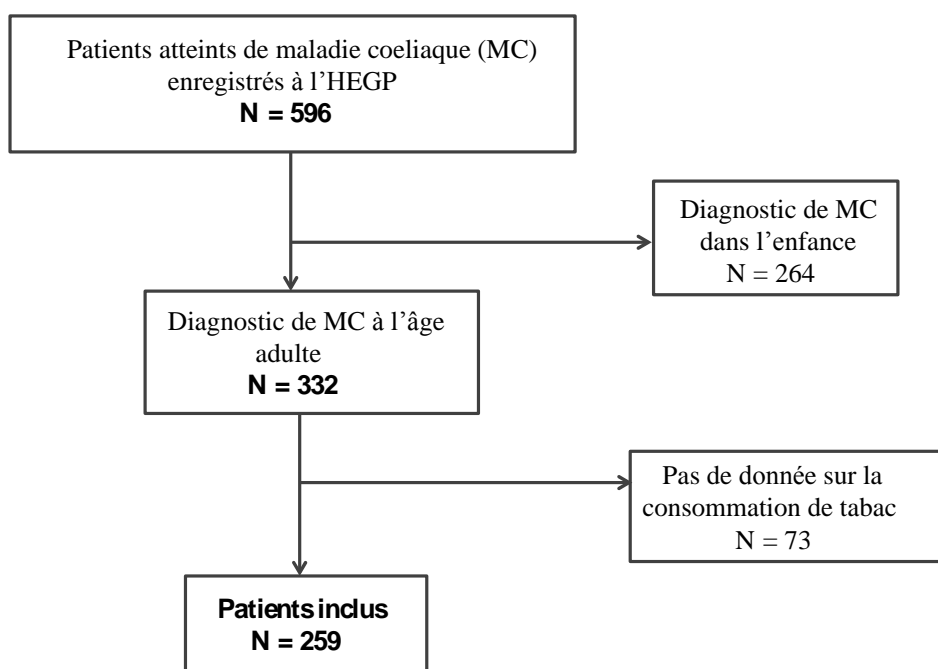 Patients atteints de maladie coeliaque (MC)
enregistrés à l’HEGP
N = 596
Diagnostic de MC
dans l’enfance
N = 264
Diagnostic de MC à l’âge
adulte
N = 332
Pas de donnée sur la
consommation de tabac
N = 73
Patients inclus
N = 259